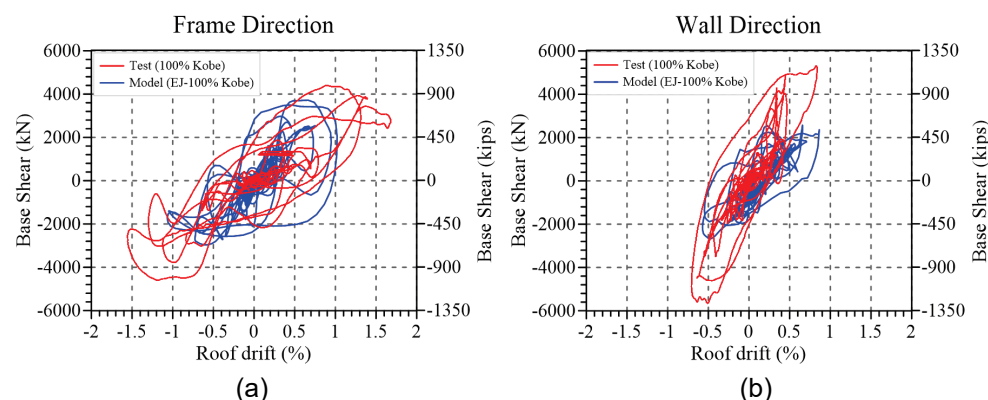 Frame Direction
6000
4000
2000
0
-2000
-4000
-6000
Base Shear (kN)
Test (100% Kobe)
Model (EJ-100% Kobe)
1350
900
450
0
-450
-900
-1350
Base Shear (kips)
-2 -1.5 -1 -0.5 0 0.5 1 1.5 2
Roof drift (%)
(a)
Wall Direction
6000
4000
2000
0
-2000
-4000
-6000
Base Shear (kN)
Test (100% Kobe)
Model (EJ-100% Kobe)
1350
900
450
0
-450
-900
-1350
Base Shear (kips)
-2 -1.5 -1 -0.5 0 0.5 1 1.5 2
Roof drift (%)
(b)